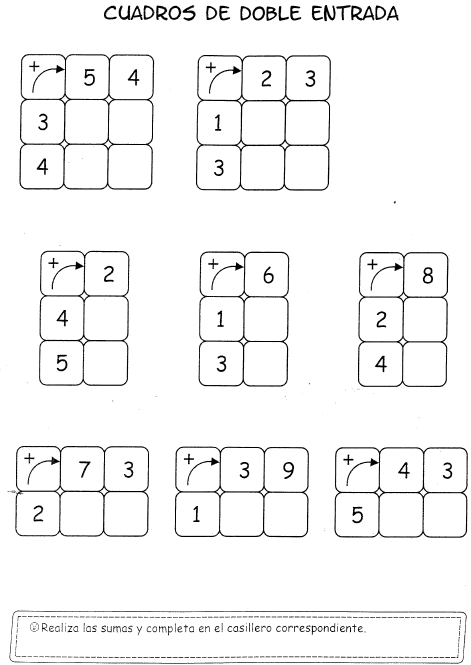 CUADROS DE DOBLE ENTRADA
+ 5 4
3
4
+ 2 3
1
3
+ 2
4
5
+ 6
1
3
+ 8
2
4
+ 7 3
2
+ 3 9
1
+ 4 3
5
☺Realiza las sumas y completa en el casillero correspondiente.